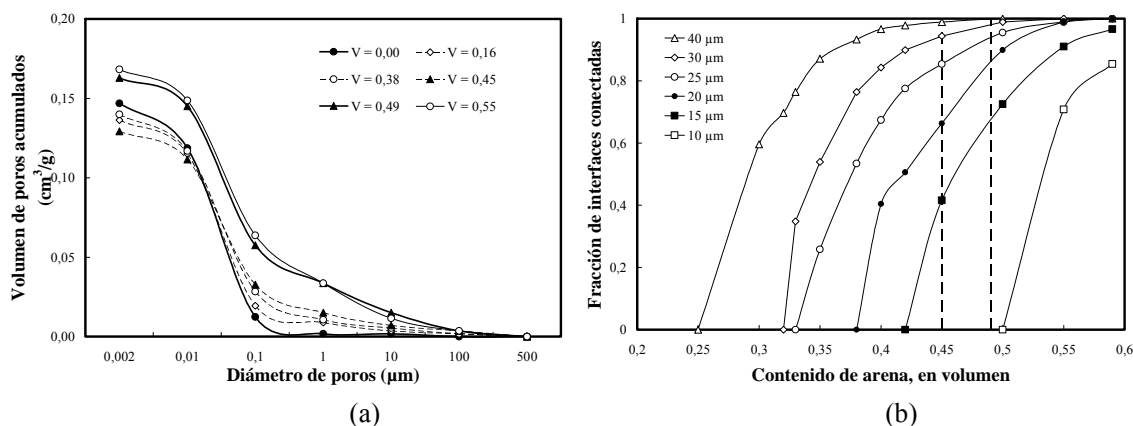 0,20
0,15
0,10
0,05
0,00
0,002 0,01 0,1 1 10 100 500
Volumen de poros acumulados
(cm³/g)
Diámetro de poros (µm)
V = 0,00 V = 0,16
V = 0,38 V = 0,45
V = 0,49 V = 0,55
(a)
1
0,8
0,6
0,4
0,2
0
0,2 0,25 0,3 0,35 0,4 0,45 0,5 0,55 0,6
Fracción de interfaces conectadas
Contenido de arena, en volumen
40 µm
30 µm
25 µm
20 µm
15 µm
10 µm
(b)